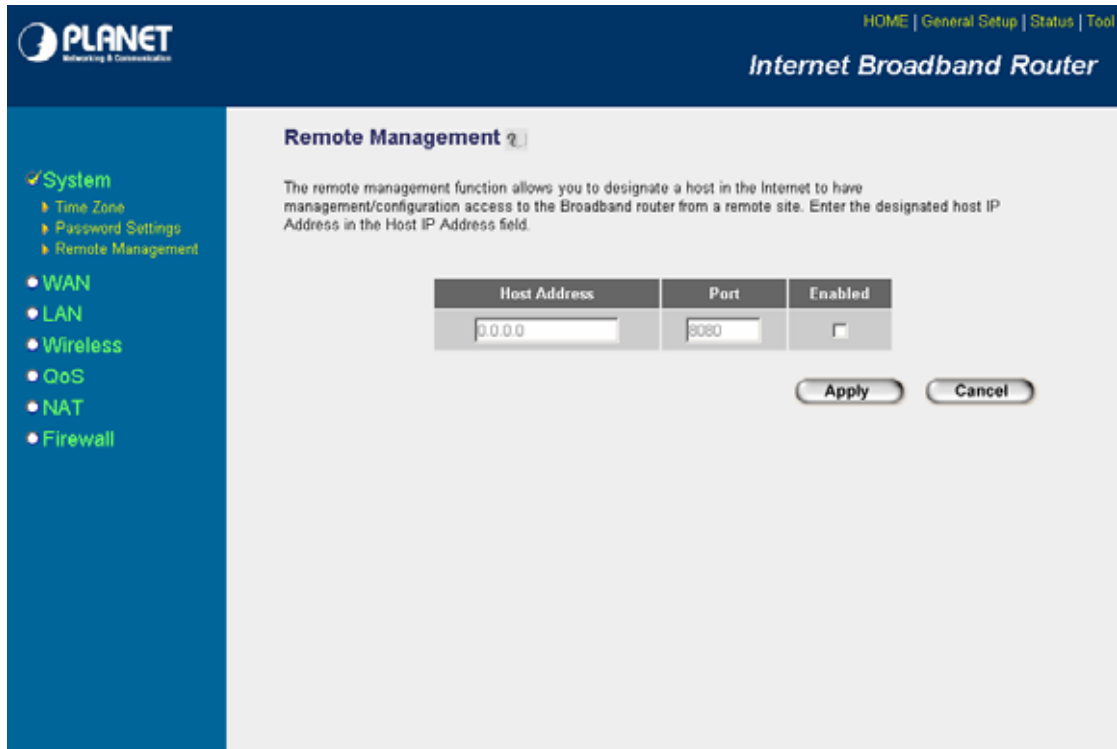 PLANET
Networking & Communication
HOME | General Setup | Status | Tool
Internet Broadband Router
System
Time Zone
Password Settings
Remote Management
WAN
LAN
Wireless
QoS
NAT
Firewall
Remote Management ?
The remote management function allows you to designate a host in the Internet to have
management/configuration access to the Broadband router from a remote site. Enter the designated host IP
Address in the Host IP Address field.
Host Address Port Enabled
0.0.0.0 8080
Apply Cancel